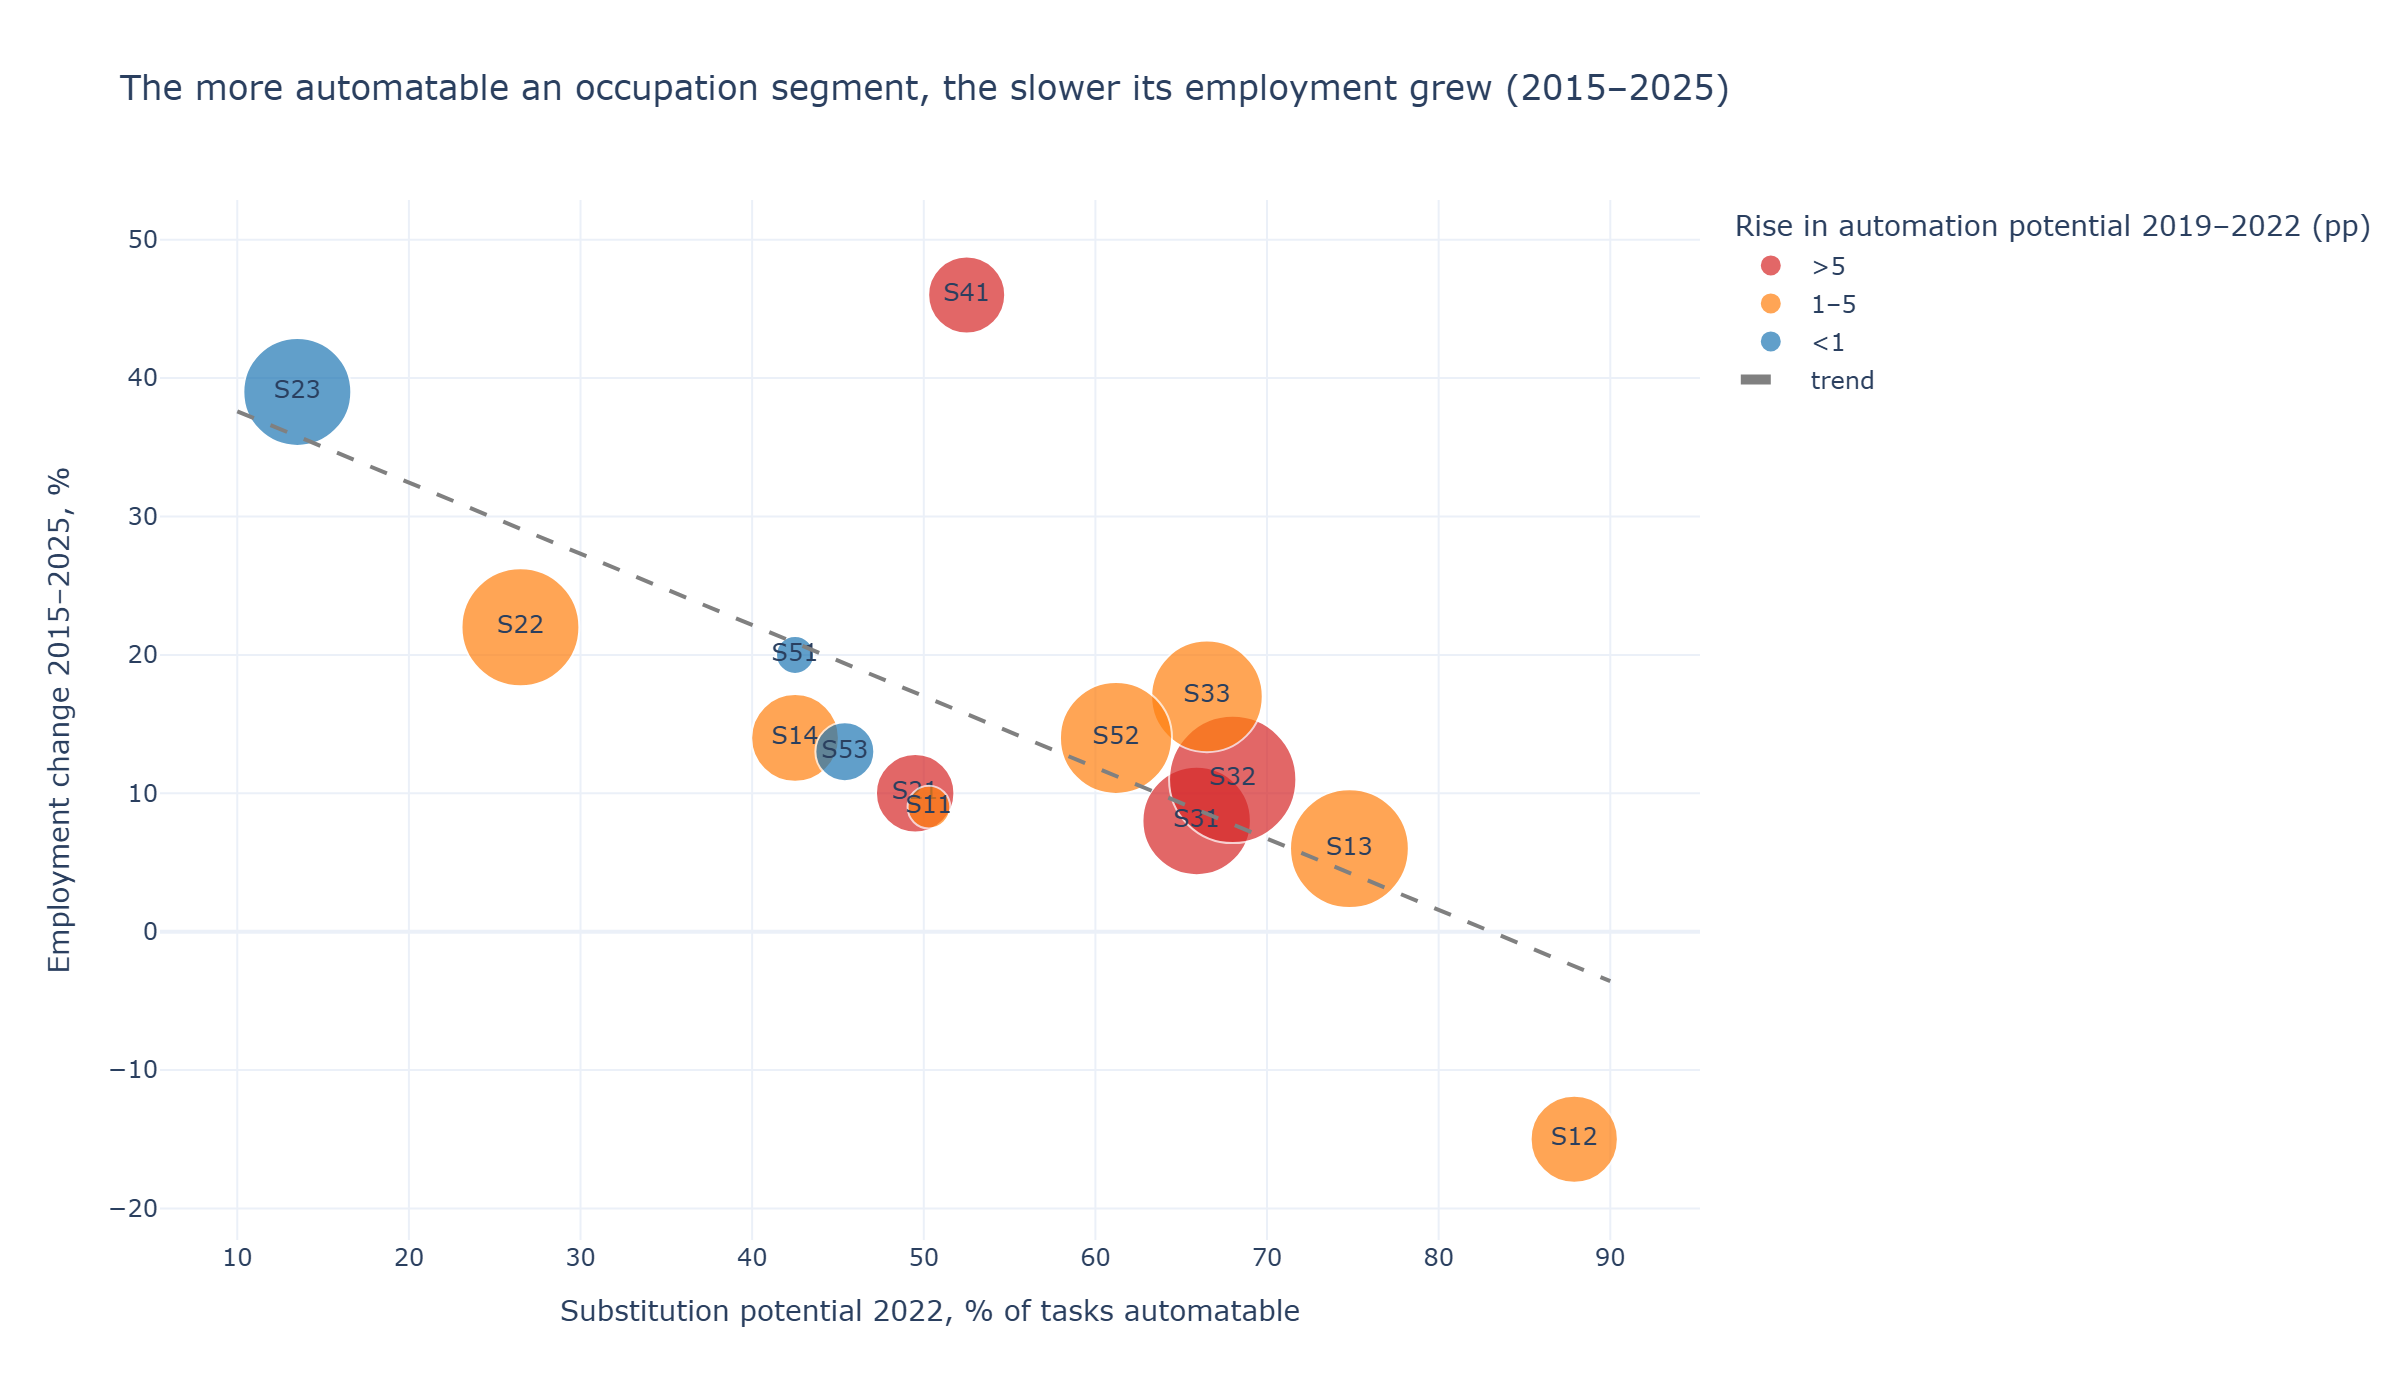 The more automatable an occupation segment, the slower its employment grew (2015–2025)
Rise in automation potential 2019–2022 (pp)
>5
1–5
<1
trend
Employment change 2015–2025, %
50
40
30
20
10
0
−10
−20
S41
S23
S22
S51
S33
S14
S52
S53
S32
S11
S31
S13
S12
10
20
30
40
50
60
70
80
90
Substitution potential 2022, % of tasks automatable